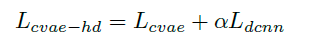 L_{cvae-hd} = L_{cvae} + αL_{dcnn}